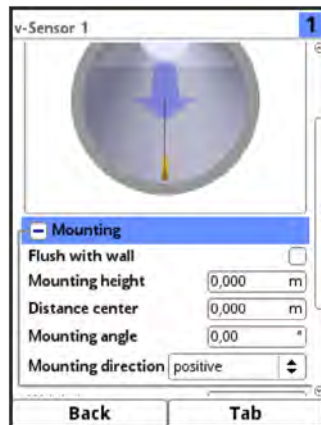 v-Sensor 1 1
Mounting
Flush with wall
Mounting height 0,000 m
Distance center 0,000 m
Mounting angle 0,00 °
Mounting direction positive
Back Tab